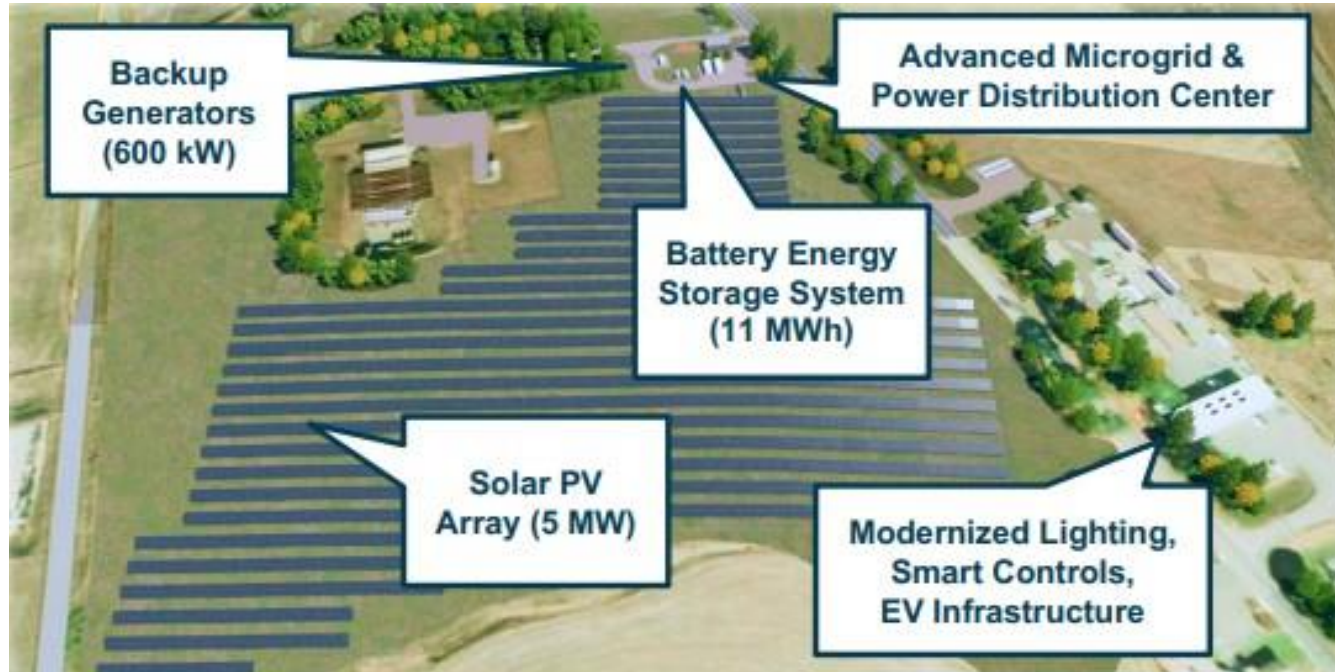 Backup
Generators
(600 kW)
Advanced Microgrid &
Power Distribution Center
Battery Energy
Storage System
(11 MWh)
Solar PV
Array (5 MW)
Modernized Lighting,
Smart Controls,
EV Infrastructure